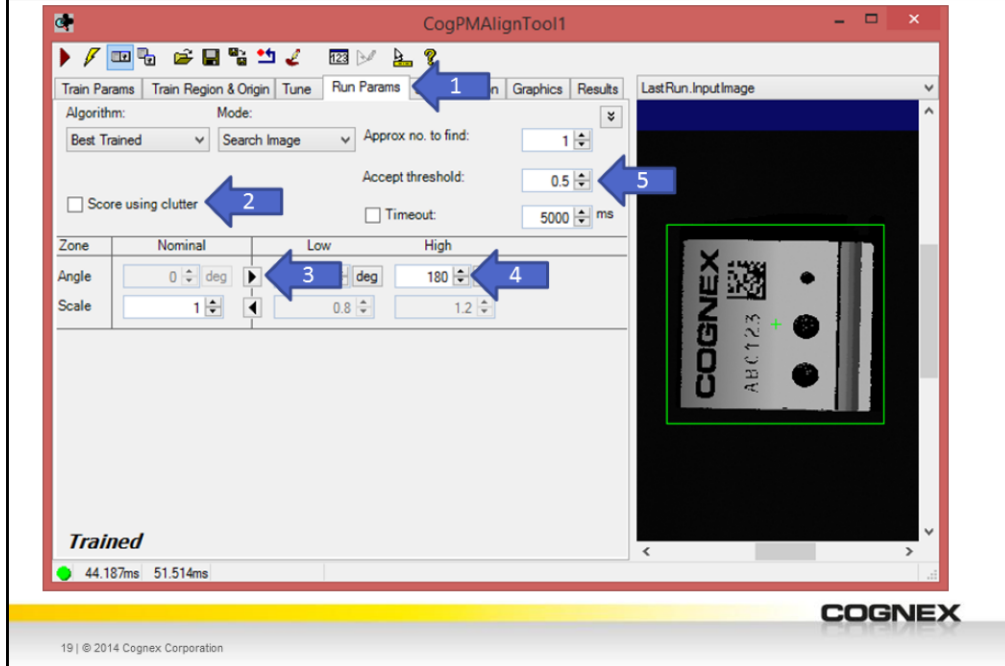 CogPMAlignTool1
Train Params Train Region & Origin Tune Run Params 1 n Graphics Results LastRun.InputImage
Algorithm: Mode:
Best Trained Search Image Approx no. to find: 1
Accept threshold: 0.5 5
Score using clutter 2
Timeout: 5000 ms
Zone Nominal Low High
Angle 0 deg 3 deg 180 4
Scale 1 0.8 1.2
COGNEX
ABC123
Trained
44.187ms 51.514ms
COGNEX
19 | © 2014 Cognex Corporation